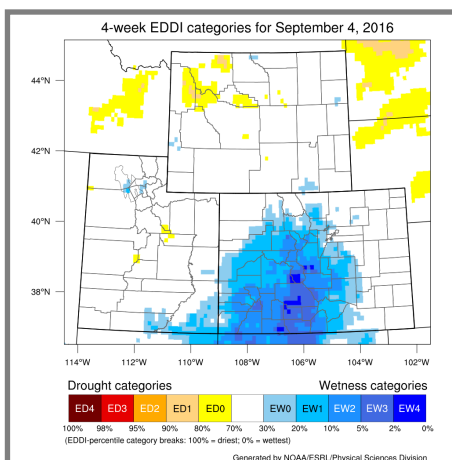 4-week EDDI categories for September 4, 2016
44°N
42°N
40°N
38°N
114°W 112°W 110°W 108°W 106°W 104°W 102°W
Drought categories Wetness categories
ED4 ED3 ED2 ED1 ED0 EW0 EW1 EW2 EW3 EW4
100% 98% 95% 90% 80% 70% 30% 20% 10% 5% 2% 0%
(EDDI-percentile category breaks: 100% = driest; 0% = wettest)
Generated by NOAA/ESRL/Physical Sciences Division